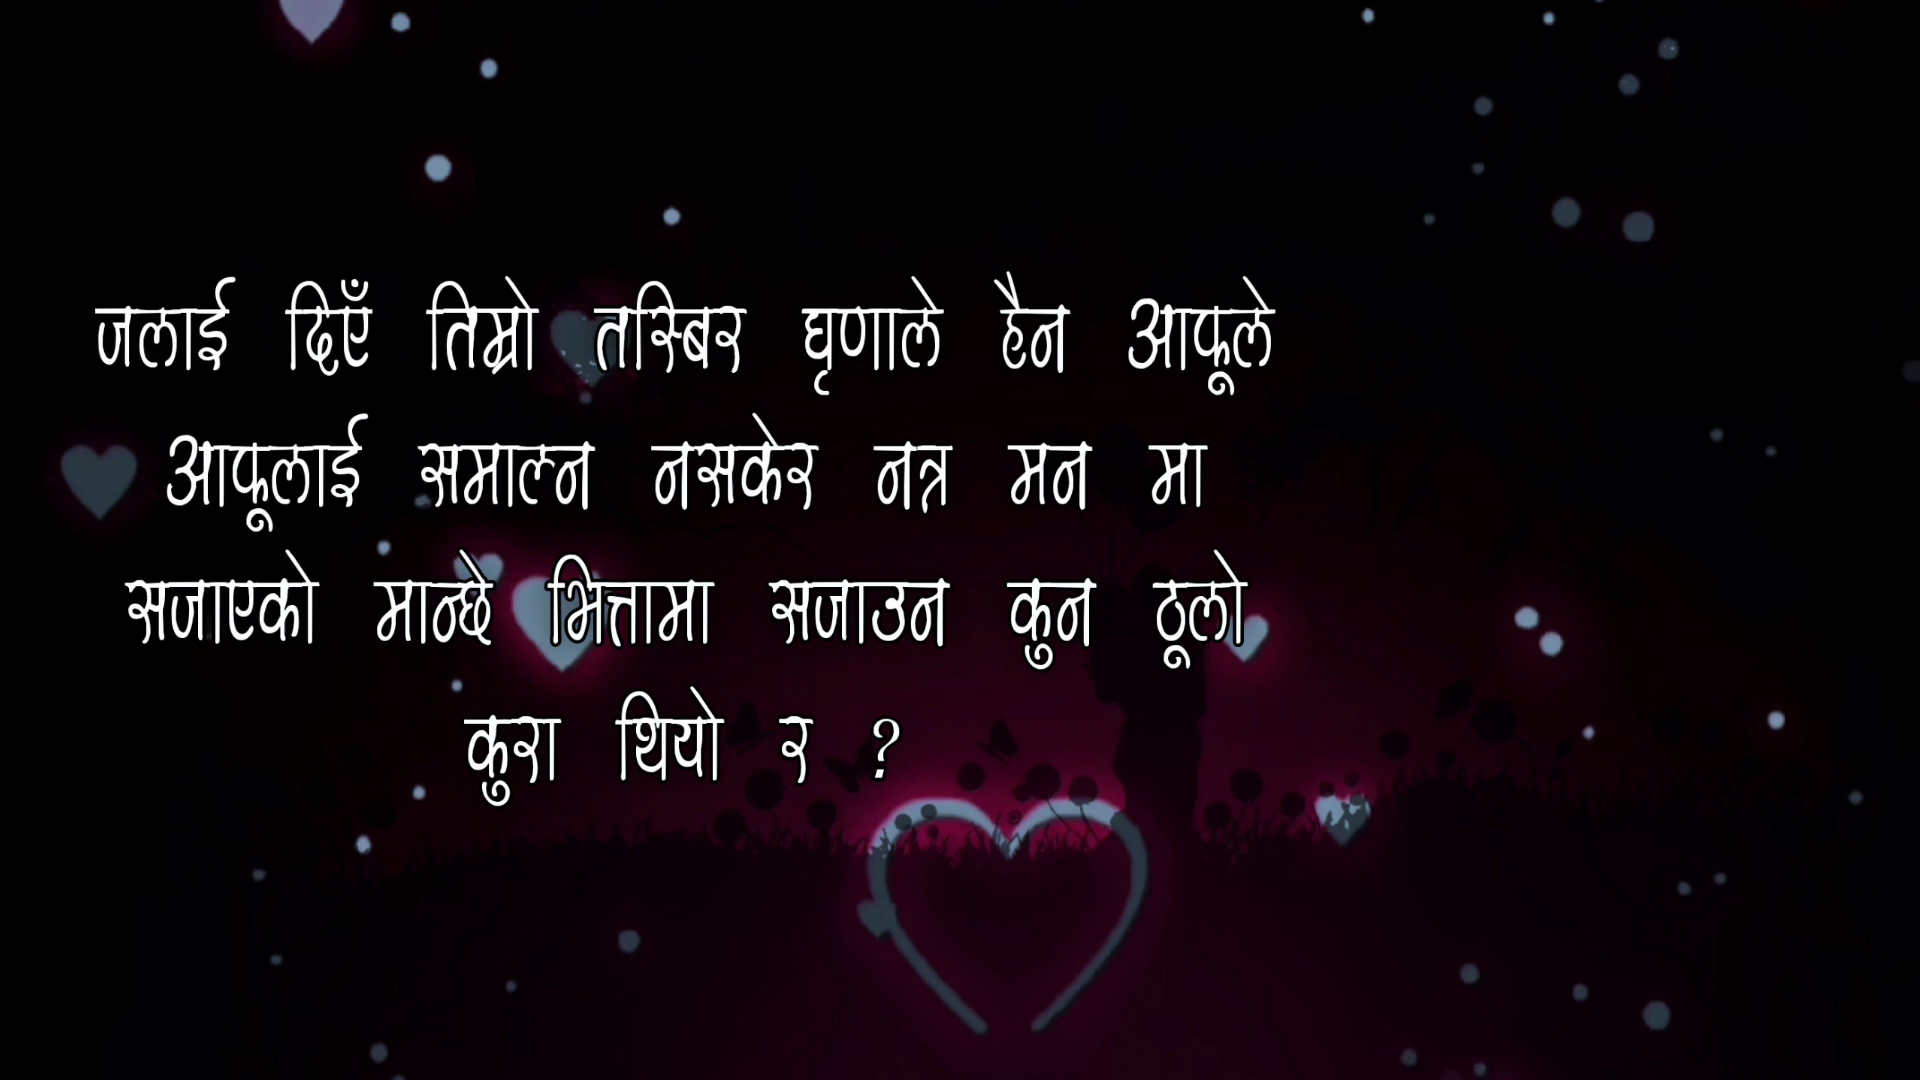 जलाई दिएँ तिम्रो तस्बिर घृणाले हैन आफूले
आफूलाई समाल्न नसकेर नत्र मन मा
सजाएको मान्छे भित्तामा सजाउन कुन ठूलो
कुरा थियो र ?